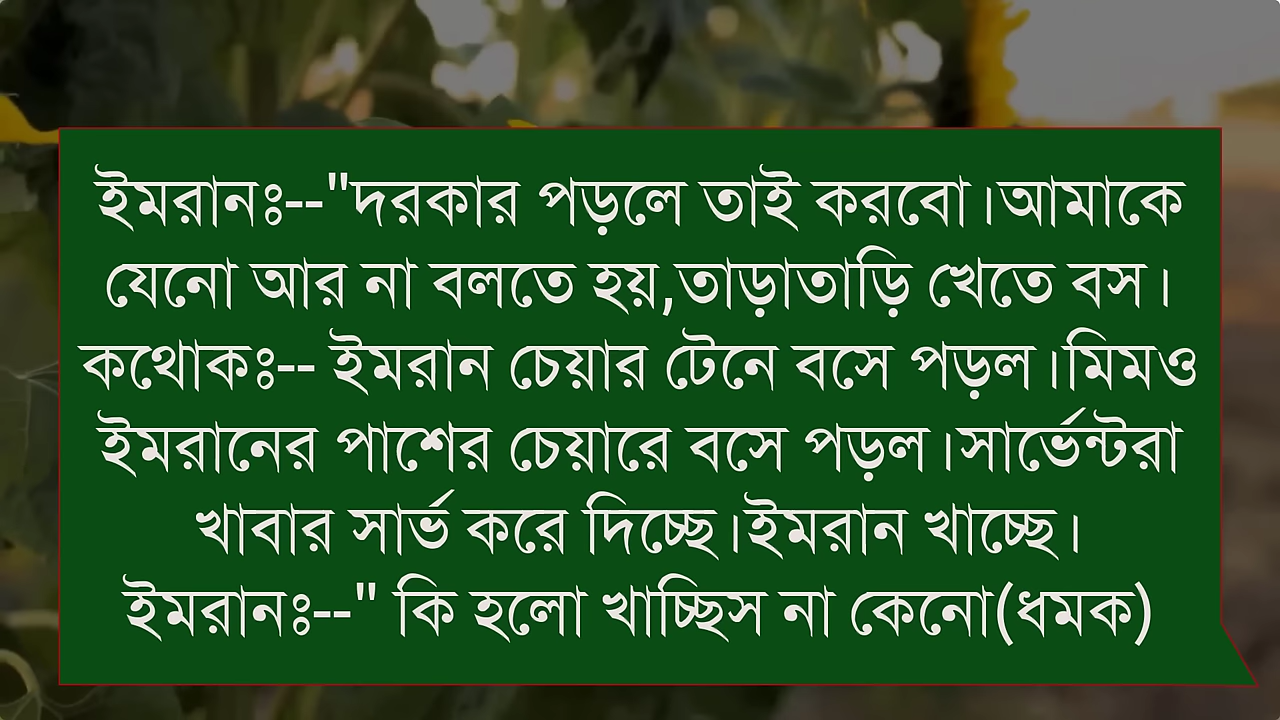 ইমরানঃ--"দরকার পড়লে তাই করবো।আমাকে
যেনো আর না বলতে হয়,তাড়াতাড়ি খেতে বস।
কথোকঃ-- ইমরান চেয়ার টেনে বসে পড়ল।মিমও
ইমরানের পাশের চেয়ারে বসে পড়ল।সার্ভেন্টরা
খাবার সার্ভ করে দিচ্ছে।ইমরান খাচ্ছে।
ইমরানঃ--" কি হলো খাচ্ছিস না কেনো(ধমক)